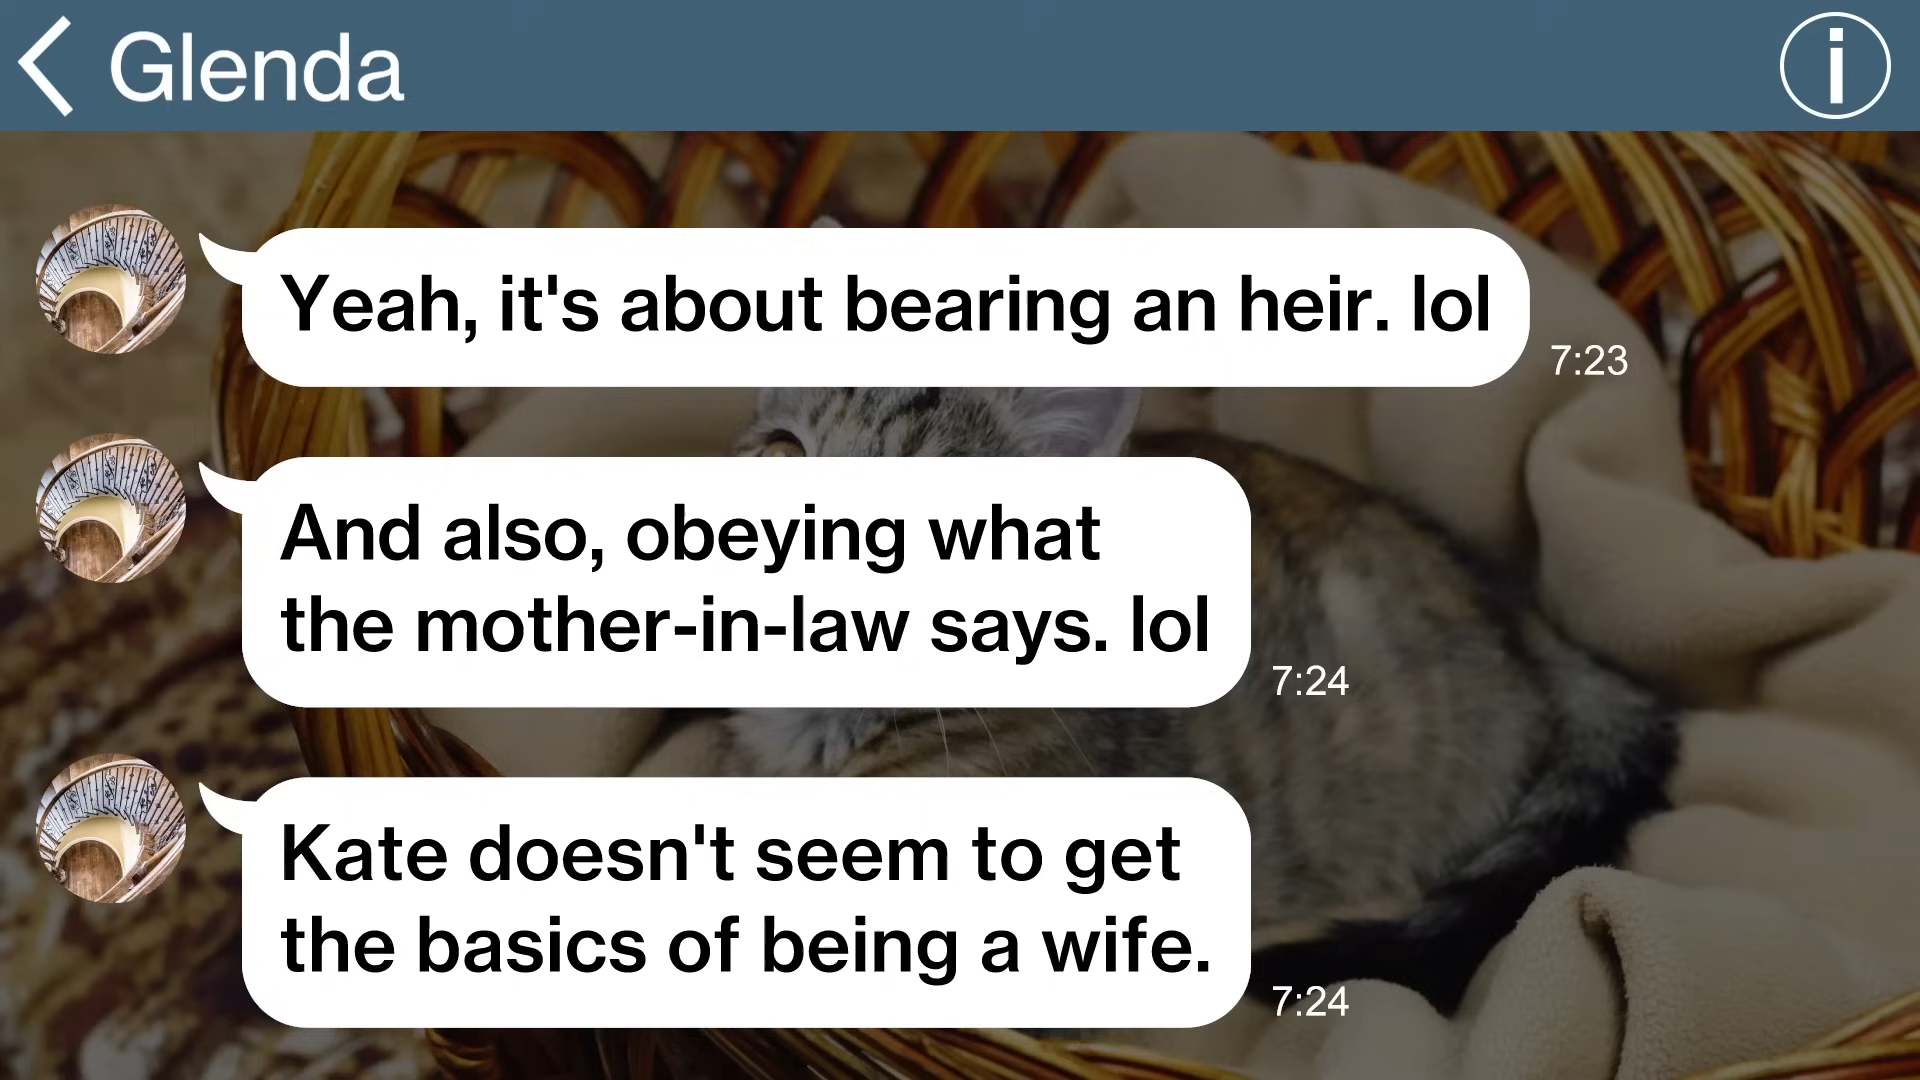 Glenda
Yeah, it's about bearing an heir. lol
7:23
And also, obeying what
the mother-in-law says. lol
7:24
Kate doesn't seem to get
the basics of being a wife.
7:24